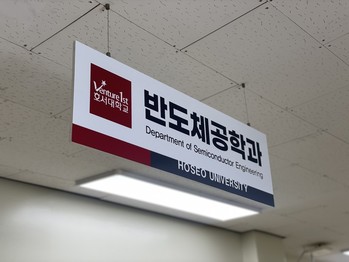 Venture 1st
호서대학교
반도체공학과
Department of Semiconductor Engineering
HOSEO UNIVERSITY